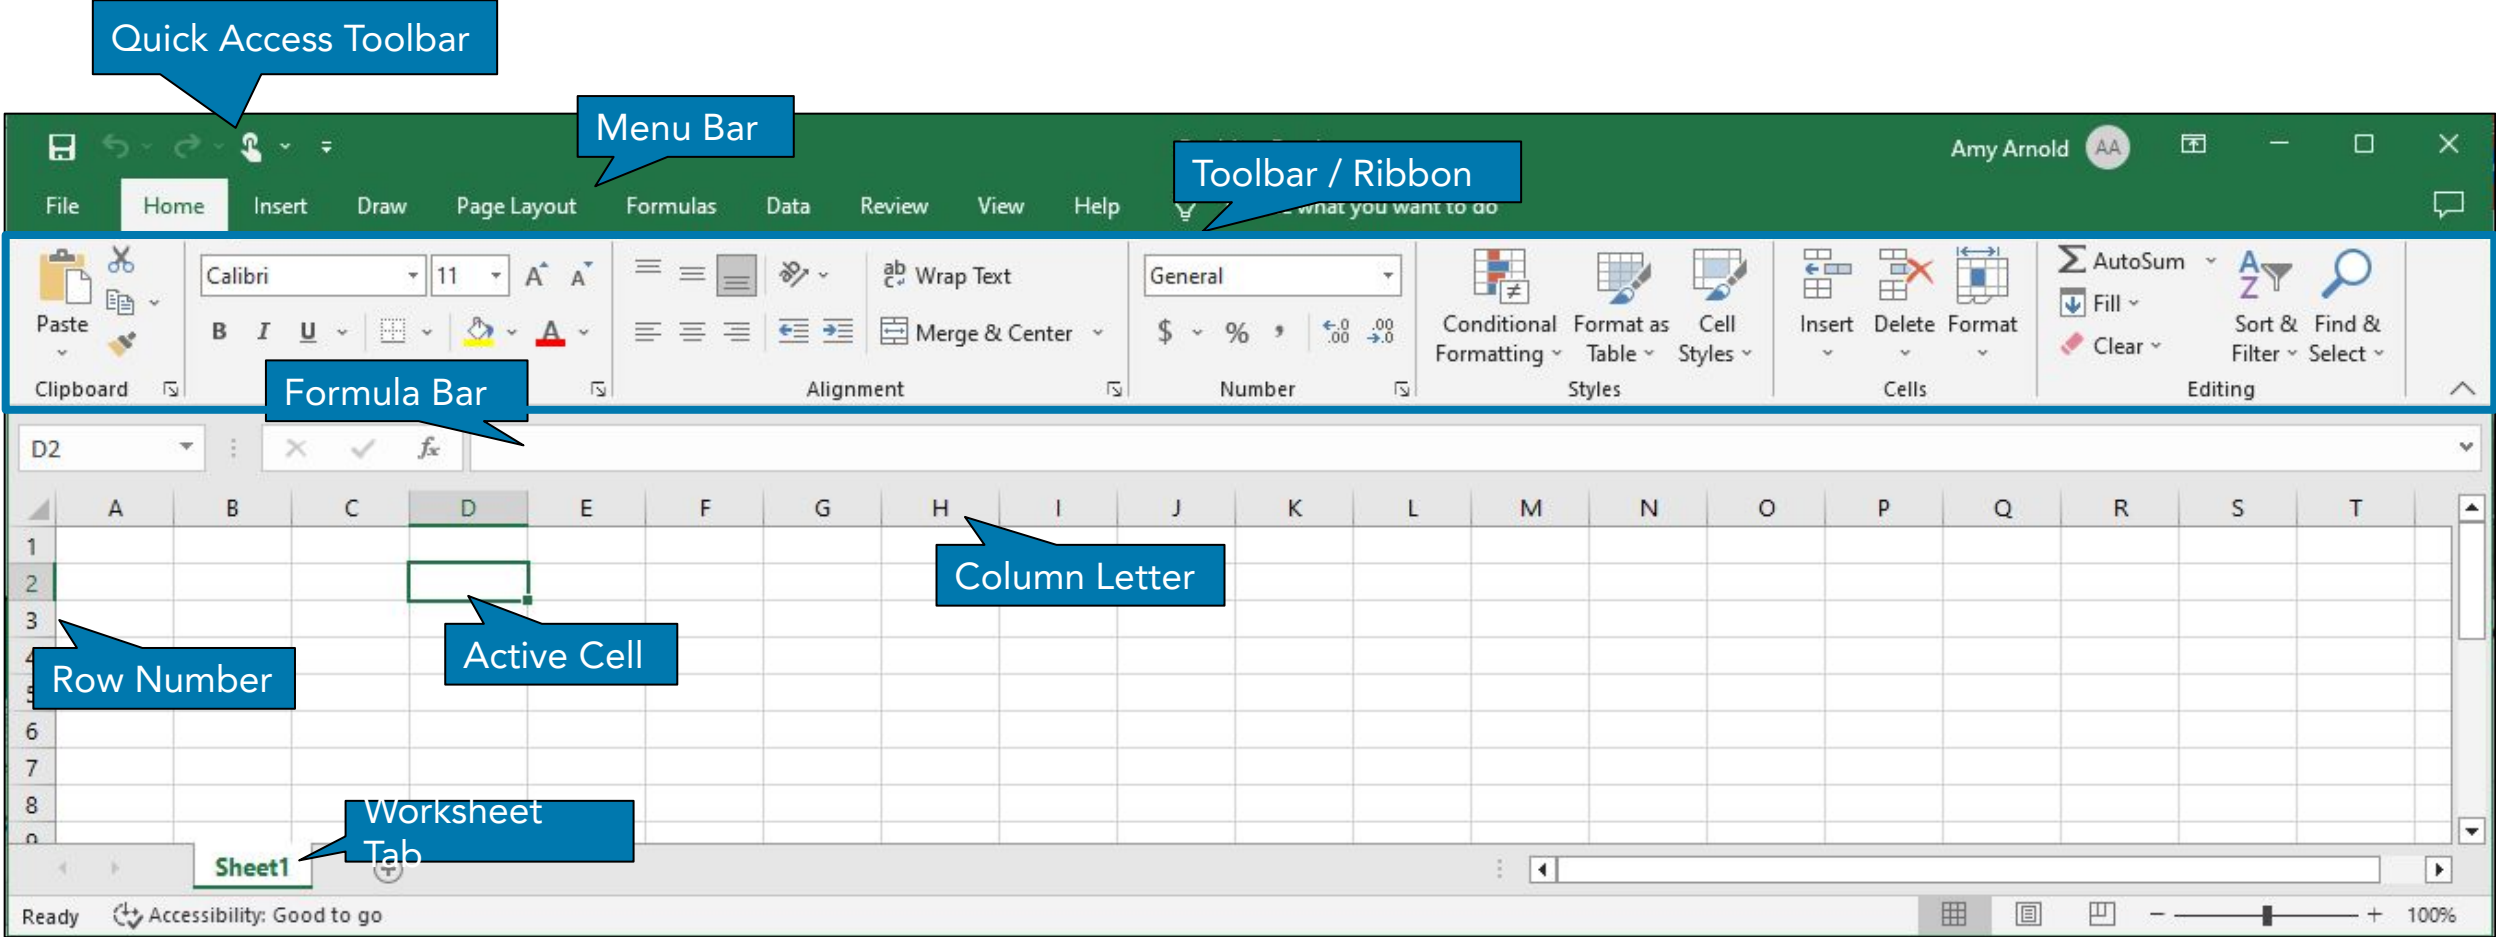 Quick Access Toolbar
Menu Bar
Amy Arnold AA
Toolbar / Ribbon
File Home Insert Draw Page Layout Formulas Data Review View Help what you want to do
Calibri 11 A A ab Wrap Text General AutoSum
Paste B I U A Merge & Center $ % , .00 .0 Fill
Conditional Formatting Format as Table Cell Styles Insert Delete Format Clear Sort & Filter Find & Select
Clipboard Alignment Number Styles Cells Editing
Formula Bar
D2 fx
A B C D E F G H I J K L M N O P Q R S T
1
2
Column Letter
3
Active Cell
Row Number
6
7
8
Worksheet
Tab
Sheet1
Ready Accessibility: Good to go 100%